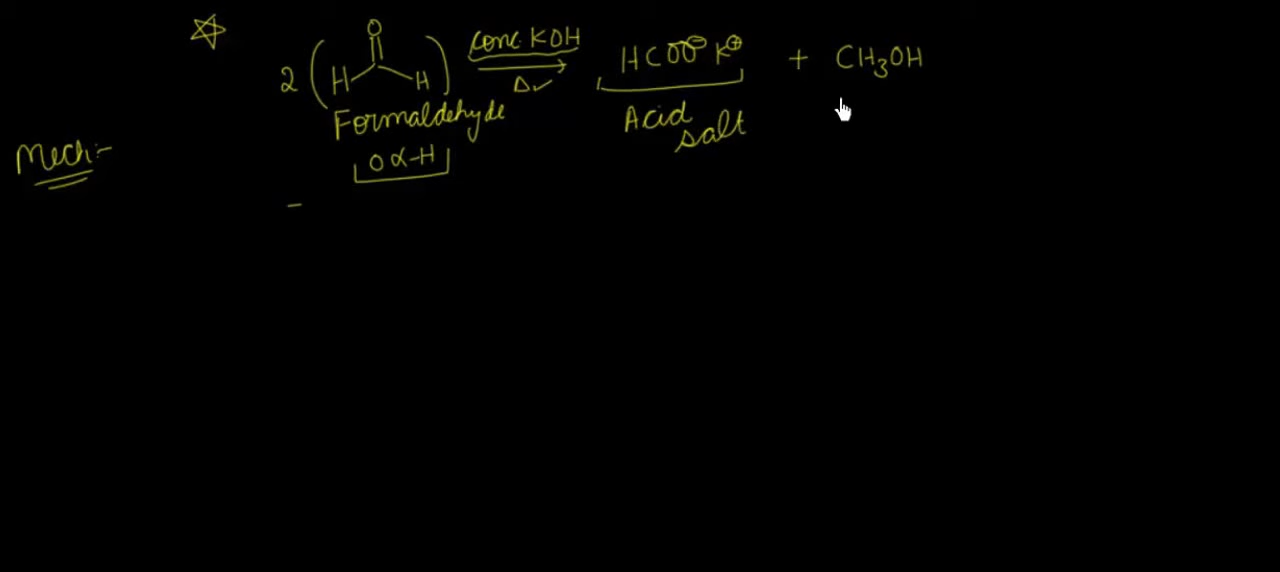 2 ( H O H ) conc. KOH Δ HCOO⊖ K⊕ + CH₃OH
Formaldehyde
Acid salt
Mech:-
0 α-H
-